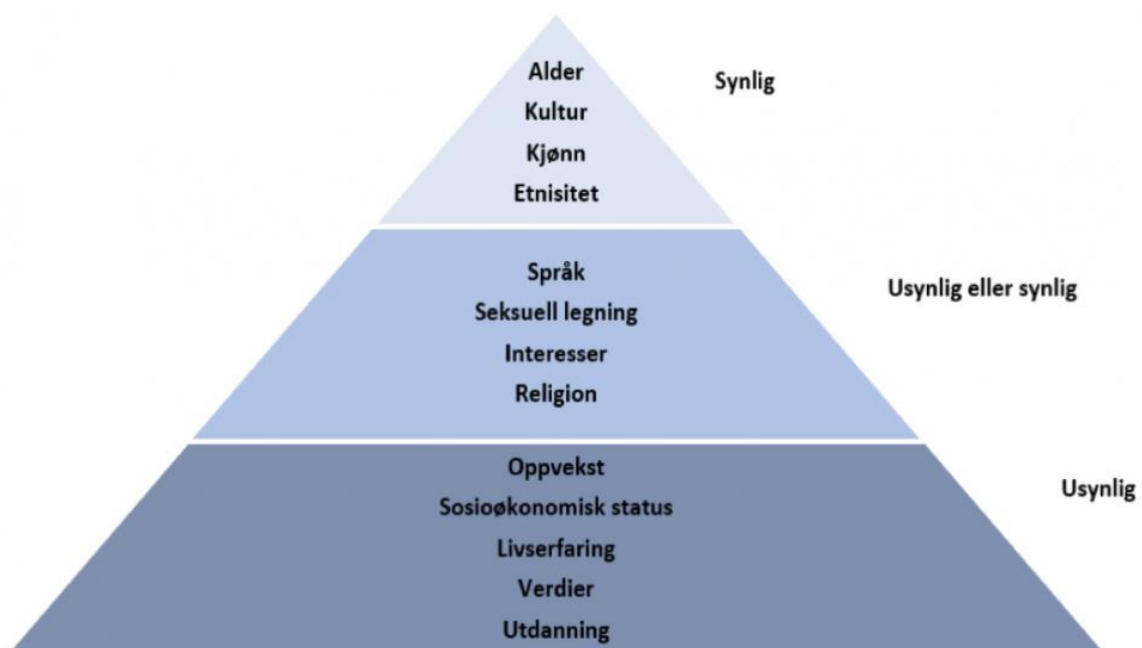 Alder
Synlig
Kultur
Kjønn
Etnisitet
Språk
Usynlig eller synlig
Seksuell legning
Interesser
Religion
Oppvekst
Usynlig
Sosioøkonomisk status
Livserfaring
Verdier
Utdanning